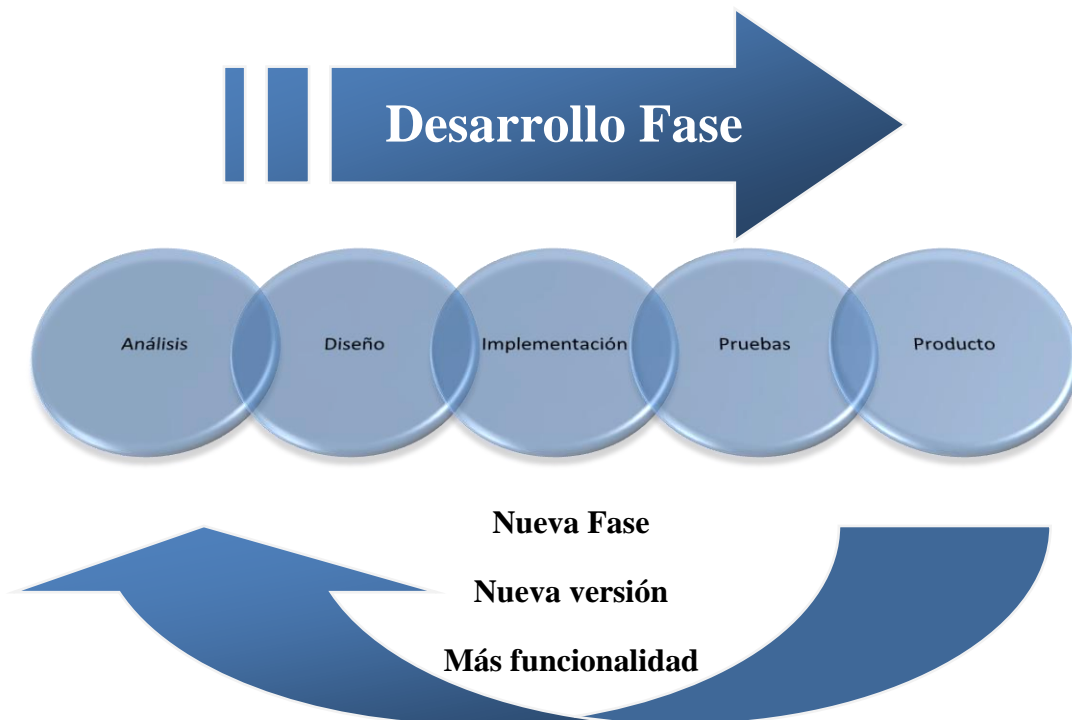 Desarrollo Fase
Análisis
Diseño
Implementación
Pruebas
Producto
Nueva Fase
Nueva versión
Más funcionalidad